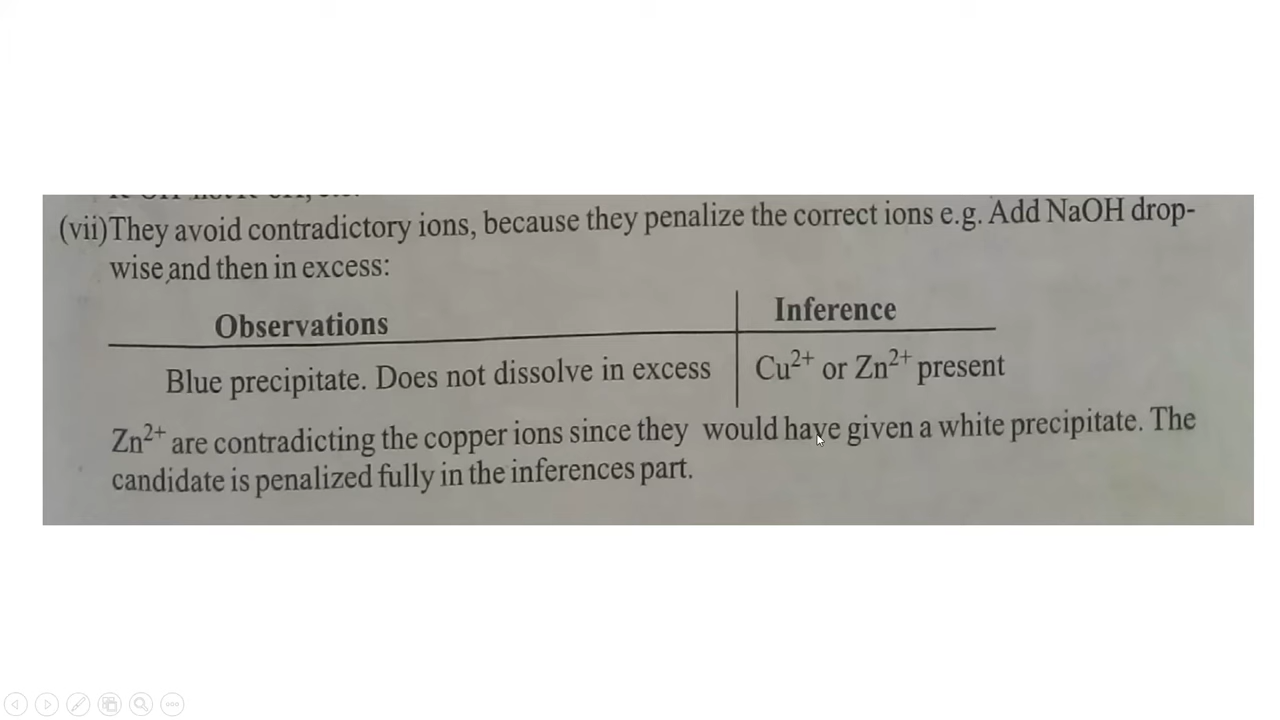 (vii)They avoid contradictory ions, because they penalize the correct ions e.g. Add NaOH drop-
wise and then in excess:
Observations Inference
Blue precipitate. Does not dissolve in excess Cu2+ or Zn2+ present
Zn2+ are contradicting the copper ions since they would have given a white precipitate. The
candidate is penalized fully in the inferences part.